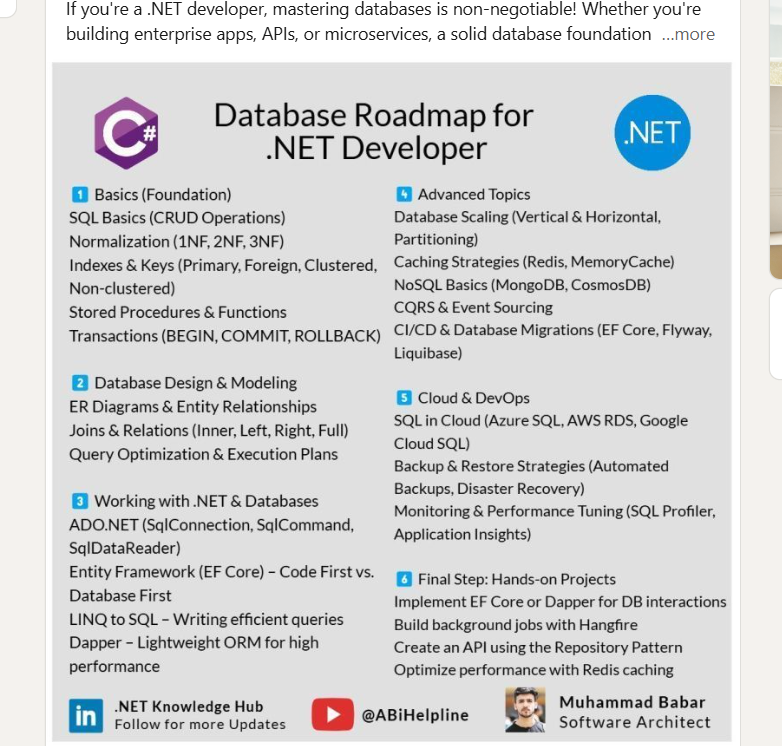 If you're a .NET developer, mastering databases is non-negotiable! Whether you're
building enterprise apps, APIs, or microservices, a solid database foundation ...more
C#
Database Roadmap for
.NET Developer
.NET
1 Basics (Foundation)
SQL Basics (CRUD Operations)
Normalization (1NF, 2NF, 3NF)
Indexes & Keys (Primary, Foreign, Clustered,
Non-clustered)
Stored Procedures & Functions
Transactions (BEGIN, COMMIT, ROLLBACK)
2 Database Design & Modeling
ER Diagrams & Entity Relationships
Joins & Relations (Inner, Left, Right, Full)
Query Optimization & Execution Plans
3 Working with .NET & Databases
ADO.NET (SqlConnection, SqlCommand,
SqlDataReader)
Entity Framework (EF Core) – Code First vs.
Database First
LINQ to SQL – Writing efficient queries
Dapper – Lightweight ORM for high
performance
4 Advanced Topics
Database Scaling (Vertical & Horizontal,
Partitioning)
Caching Strategies (Redis, MemoryCache)
NoSQL Basics (MongoDB, CosmosDB)
CQRS & Event Sourcing
CI/CD & Database Migrations (EF Core, Flyway,
Liquibase)
5 Cloud & DevOps
SQL in Cloud (Azure SQL, AWS RDS, Google
Cloud SQL)
Backup & Restore Strategies (Automated
Backups, Disaster Recovery)
Monitoring & Performance Tuning (SQL Profiler,
Application Insights)
6 Final Step: Hands-on Projects
Implement EF Core or Dapper for DB interactions
Build background jobs with Hangfire
Create an API using the Repository Pattern
Optimize performance with Redis caching
in
.NET Knowledge Hub
Follow for more Updates
@ABiHelpline
Muhammad Babar
Software Architect